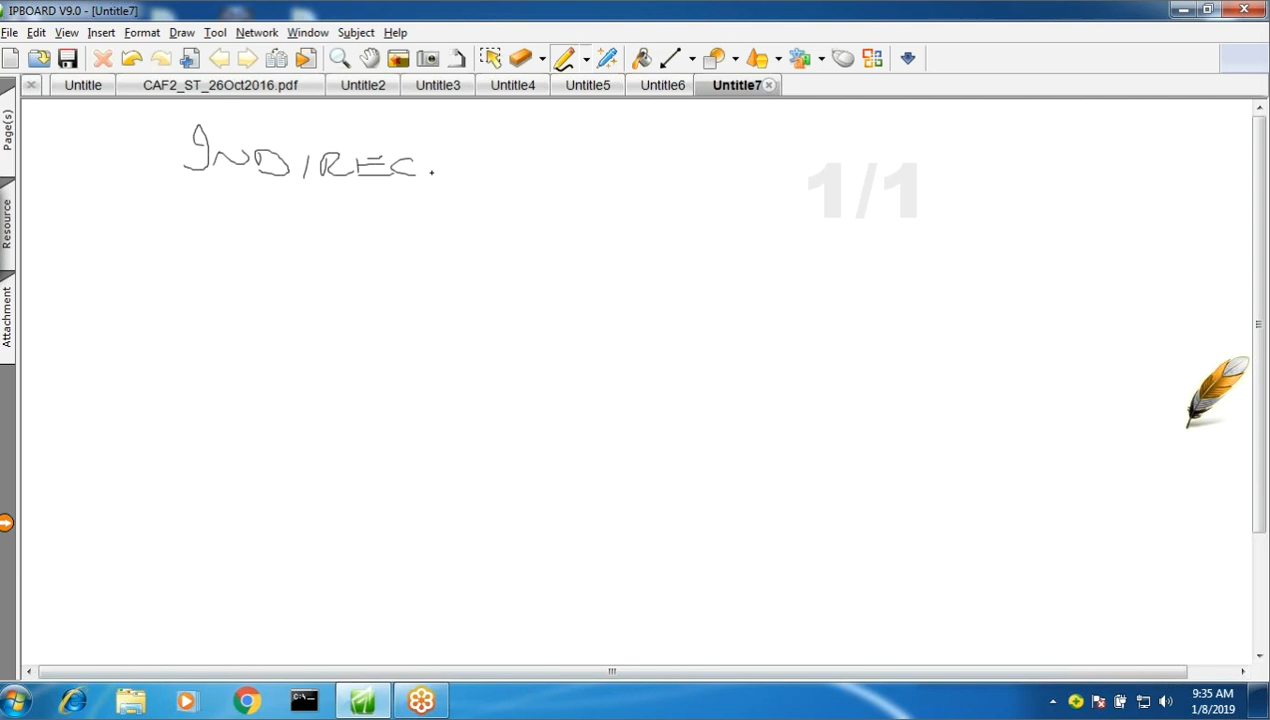 IPBOARD V9.0 - [Untitle7]
File Edit View Insert Format Draw Tool Network Window Subject Help
Untitle CAF2_ST_26Oct2016.pdf Untitle2 Untitle3 Untitle4 Untitle5 Untitle6 Untitle7
Page(s)
Resource
Attachment
INDIREC.
1/1
9:35 AM
1/8/2019